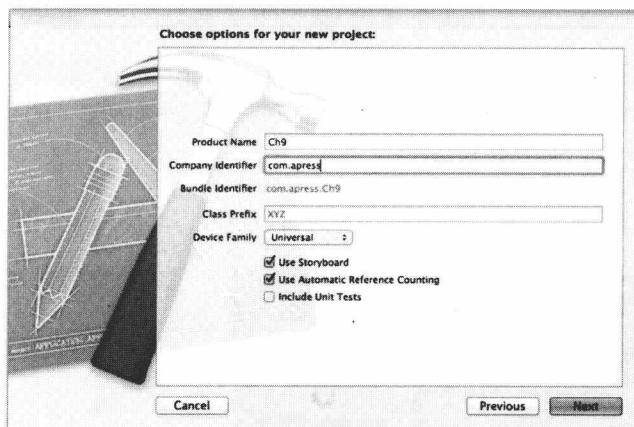 Choose options for your new project:
Product Name Ch9
Company Identifier com.apress
Bundle Identifier com.apress.Ch9
Class Prefix XYZ
Device Family Universal
Use Storyboard
Use Automatic Reference Counting
Include Unit Tests
Cancel Previous Next